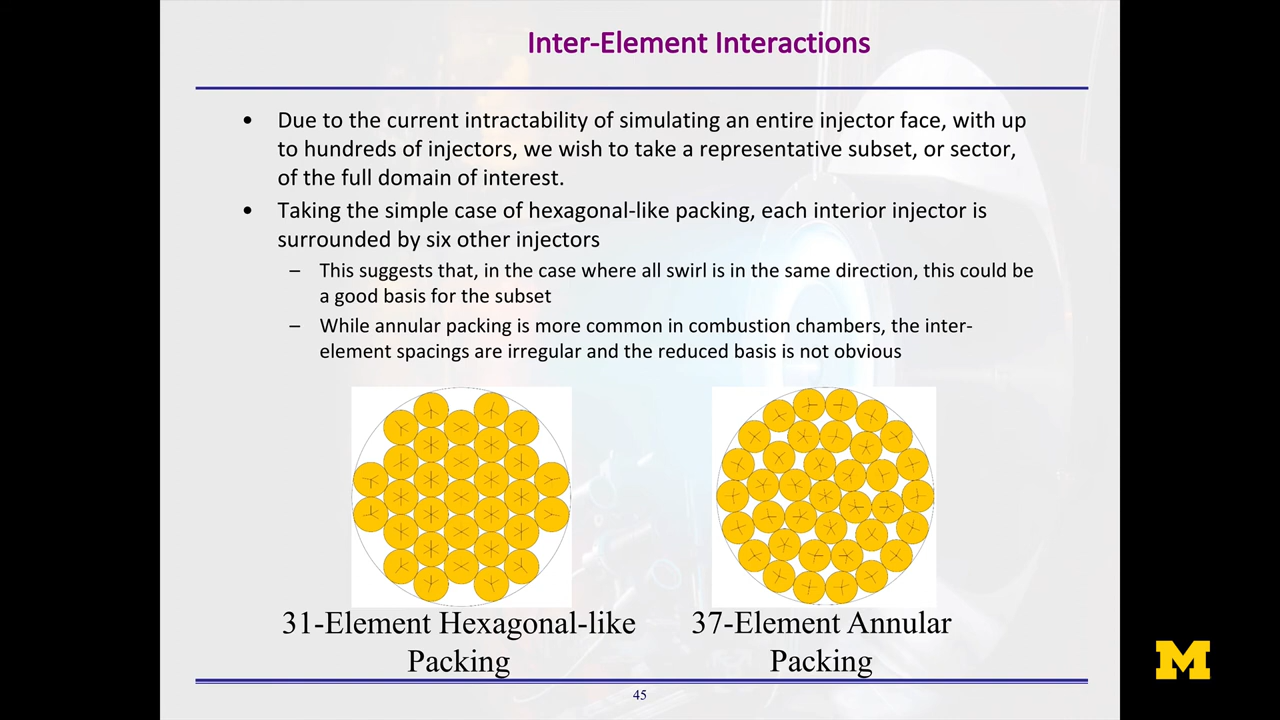 Inter-Element Interactions
• Due to the current intractability of simulating an entire injector face, with up
to hundreds of injectors, we wish to take a representative subset, or sector,
of the full domain of interest.
• Taking the simple case of hexagonal-like packing, each interior injector is
surrounded by six other injectors
– This suggests that, in the case where all swirl is in the same direction, this could be
a good basis for the subset
– While annular packing is more common in combustion chambers, the inter-
element spacings are irregular and the reduced basis is not obvious
31-Element Hexagonal-like
Packing
37-Element Annular
Packing
45
M